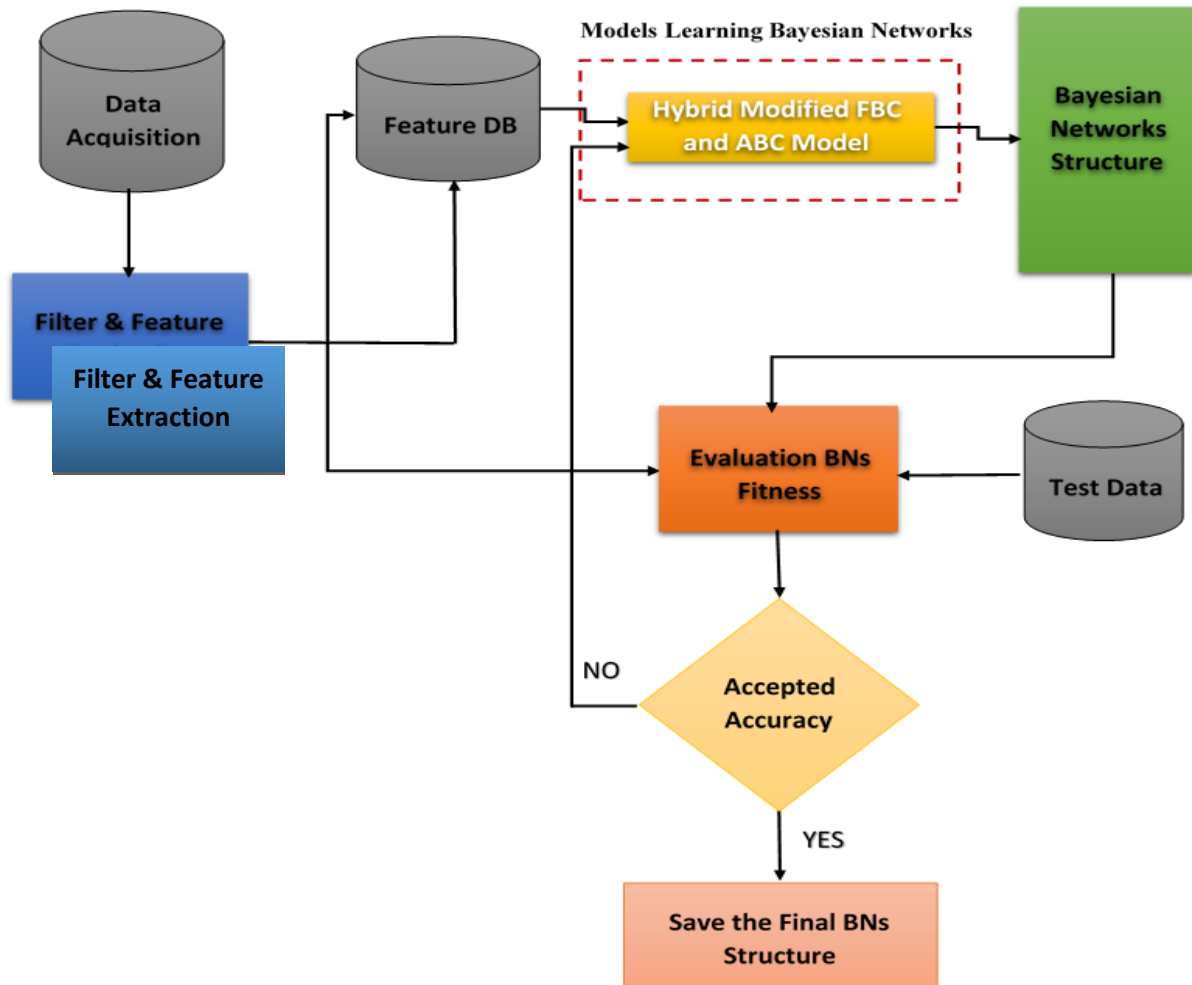 Models Learning Bayesian Networks
Data
Acquisition
Feature DB
Hybrid Modified FBC
and ABC Model
Bayesian
Networks
Structure
Filter & Feature
Filter & Feature
Extraction
Evaluation BNs
Fitness
Test Data
NO
Accepted
Accuracy
YES
Save the Final BNs
Structure